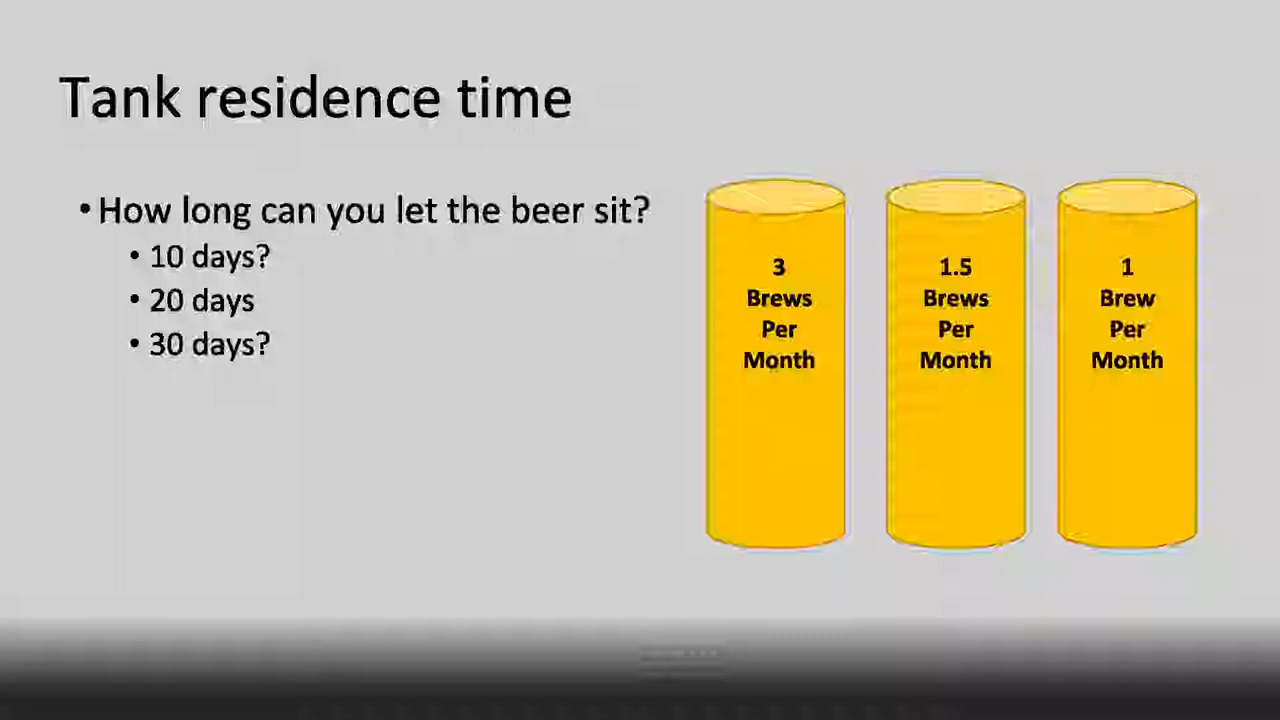 Tank residence time
• How long can you let the beer sit?
• 10 days?
• 20 days
• 30 days?
3
Brews
Per
Month
1.5
Brews
Per
Month
1
Brew
Per
Month